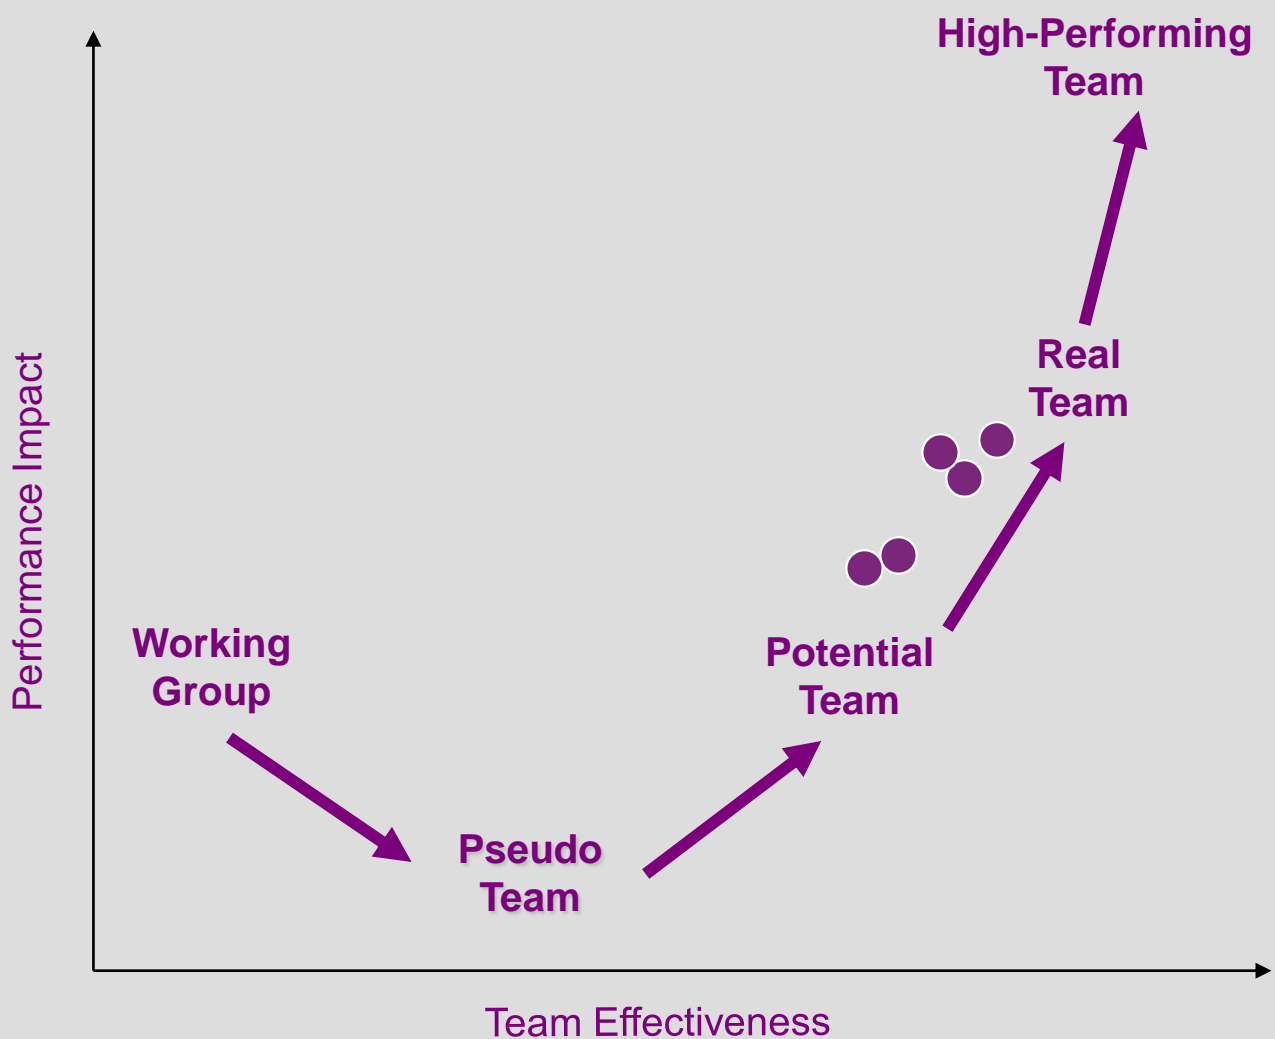 High-Performing
Team
Real
Team
Performance Impact
Working
Group
Potential
Team
Pseudo
Team
Team Effectiveness